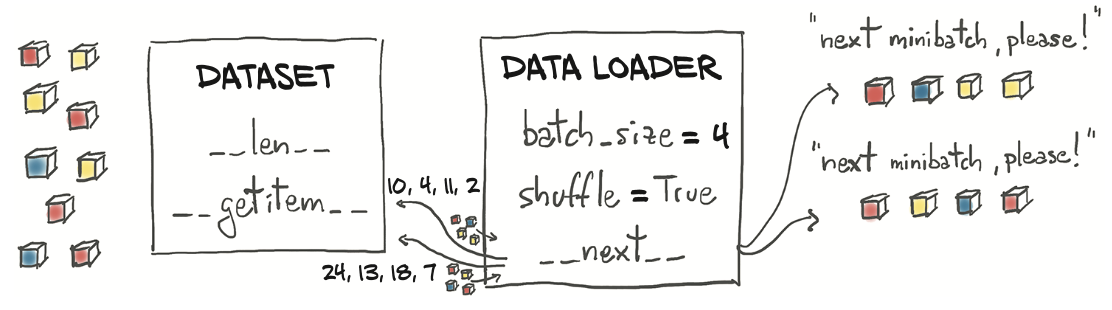 DATASET
__len__
__getitem__
10, 4, 11, 2
24, 13, 18, 7
DATA LOADER
batch_size = 4
shuffle = True
__next__
"next minibatch, please!"
"next minibatch, please!"